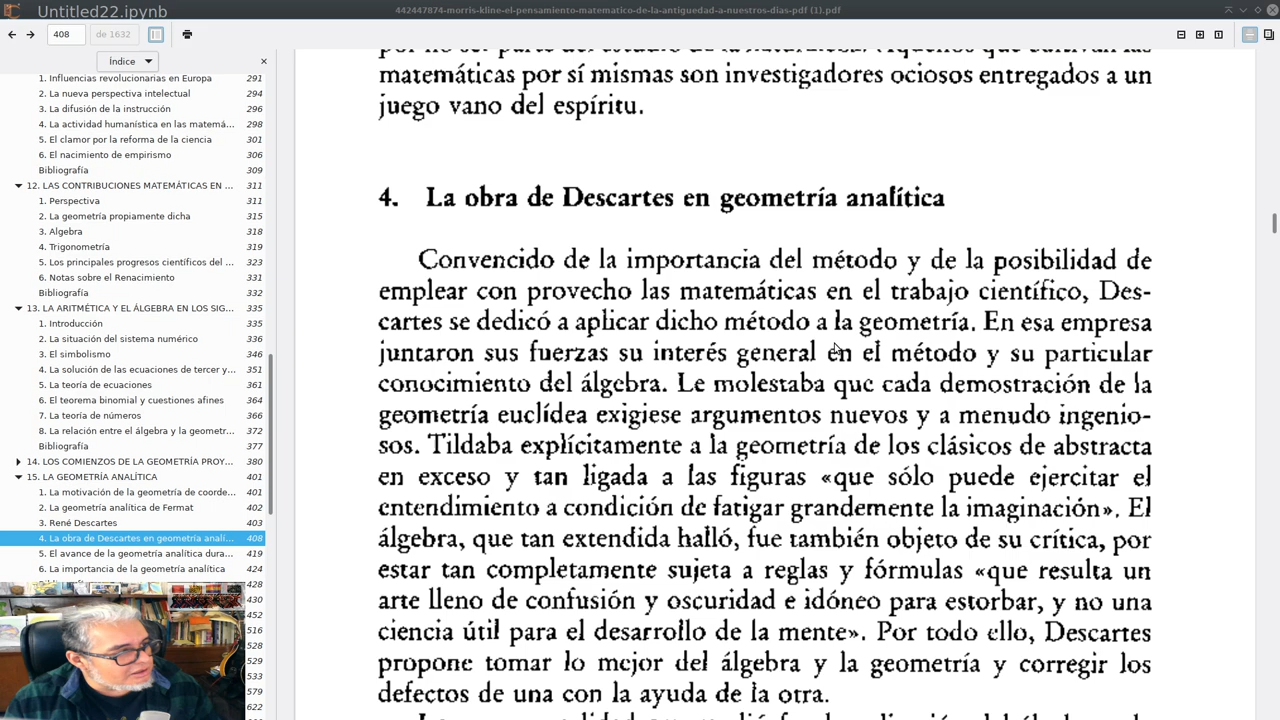 Untitled22.ipynb
442447874-morris-kline-el-pensamiento-matematico-de-la-antiguedad-a-nuestros-dias-pdf (1).pdf
408
de 1632
Índice
1. Influencias revolucionarias en Europa 291
2. La nueva perspectiva intelectual 294
3. La difusión de la instrucción 296
4. La actividad humanística en las matemá... 298
5. El clamor por la reforma de la ciencia 301
6. El nacimiento de empirismo 306
Bibliografía 309
12. LAS CONTRIBUCIONES MATEMÁTICAS EN ... 311
1. Perspectiva 311
2. La geometría propiamente dicha 315
3. Algebra 318
4. Trigonometría 319
5. Los principales progresos científicos del ... 323
6. Notas sobre el Renacimiento 331
Bibliografía 332
13. LA ARITMÉTICA Y EL ÁLGEBRA EN LOS SIG... 335
1. Introducción 335
2. La situación del sistema numérico 336
3. El simbolismo 346
4. La solución de las ecuaciones de tercer y... 351
5. La teoría de ecuaciones 361
6. El teorema binomial y cuestiones afines 364
7. La teoría de números 366
8. La relación entre el álgebra y la geometr... 372
Bibliografía 377
14. LOS COMIENZOS DE LA GEOMETRÍA PROY... 380
15. LA GEOMETRÍA ANALÍTICA 401
1. La motivación de la geometría de coorde... 401
2. La geometría analítica de Fermat 402
3. René Descartes 403
4. La obra de Descartes en geometría analí... 408
5. El avance de la geometría analítica dura... 419
6. La importancia de la geometría analítica 424
428
430
452
516
528
529
533
579
622
matemáticas por sí mismas son investigadores ociosos entregados a un
juego vano del espíritu.
4. La obra de Descartes en geometría analítica
Convencido de la importancia del método y de la posibilidad de
emplear con provecho las matemáticas en el trabajo científico, Des-
cartes se dedicó a aplicar dicho método a la geometría. En esa empresa
juntaron sus fuerzas su interés general en el método y su particular
conocimiento del álgebra. Le molestaba que cada demostración de la
geometría euclídea exigiese argumentos nuevos y a menudo ingenio-
sos. Tildaba explícitamente a la geometría de los clásicos de abstracta
en exceso y tan ligada a las figuras «que sólo puede ejercitar el
entendimiento a condición de fatigar grandemente la imaginación». El
álgebra, que tan extendida halló, fue también objeto de su crítica, por
estar tan completamente sujeta a reglas y fórmulas «que resulta un
arte lleno de confusión y oscuridad e idóneo para estorbar, y no una
ciencia útil para el desarrollo de la mente». Por todo ello, Descartes
propone tomar lo mejor del álgebra y la geometría y corregir los
defectos de una con la ayuda de la otra.